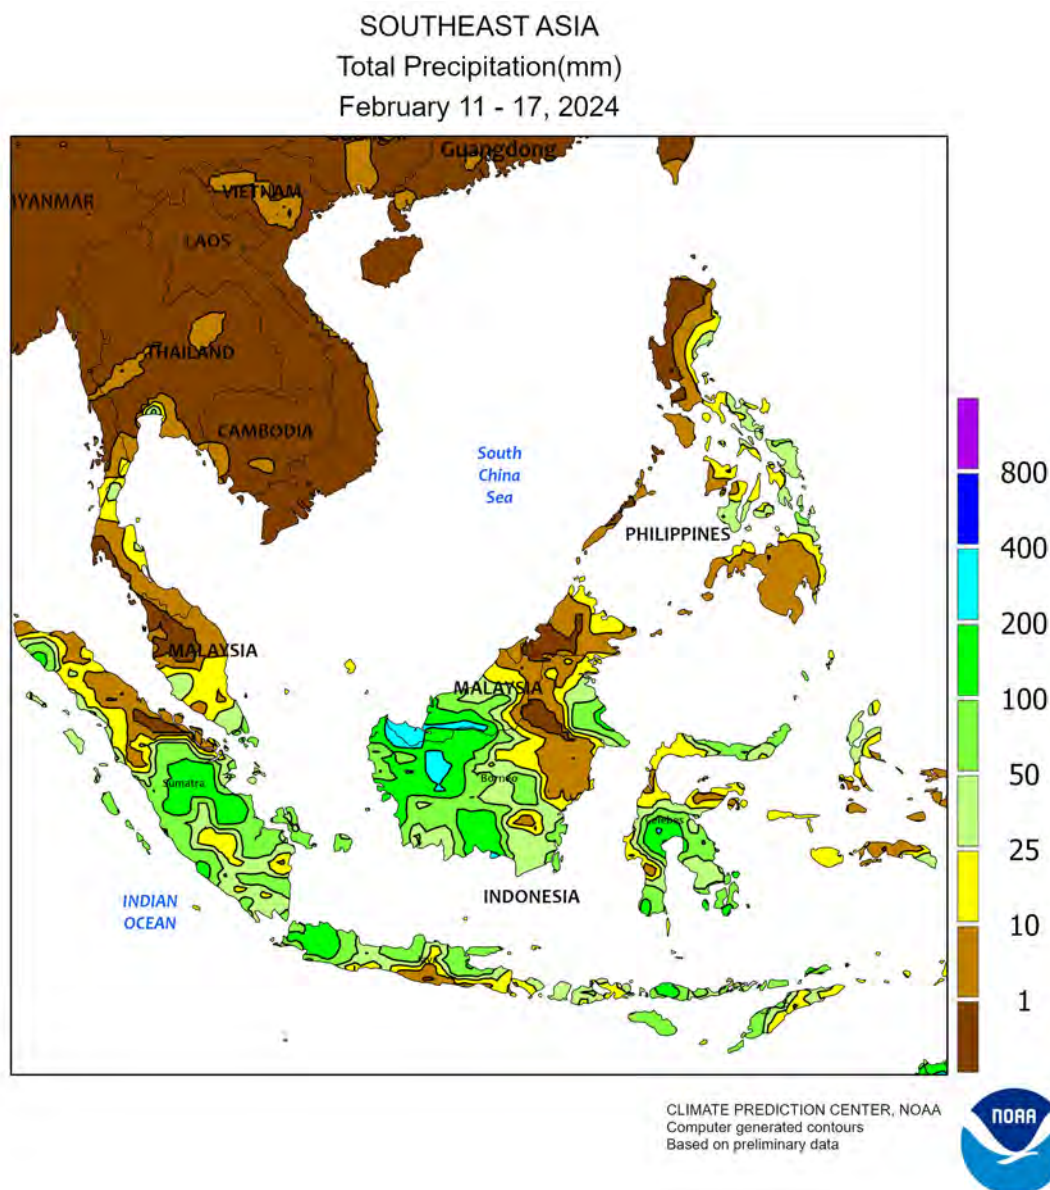 SOUTHEAST ASIA
Total Precipitation(mm)
February 11 - 17, 2024
Guangdong
VIETNAM
YANMAR
LAOS
THAILAND
CAMBODIA
South
China
Sea
PHILIPPINES
MALAYSIA
MALAYSIA
Sumatra
Borneo
Celebes
INDONESIA
INDIAN
OCEAN
800
400
200
100
50
25
10
1
CLIMATE PREDICTION CENTER, NOAA
Computer generated contours
Based on preliminary data
NOAA